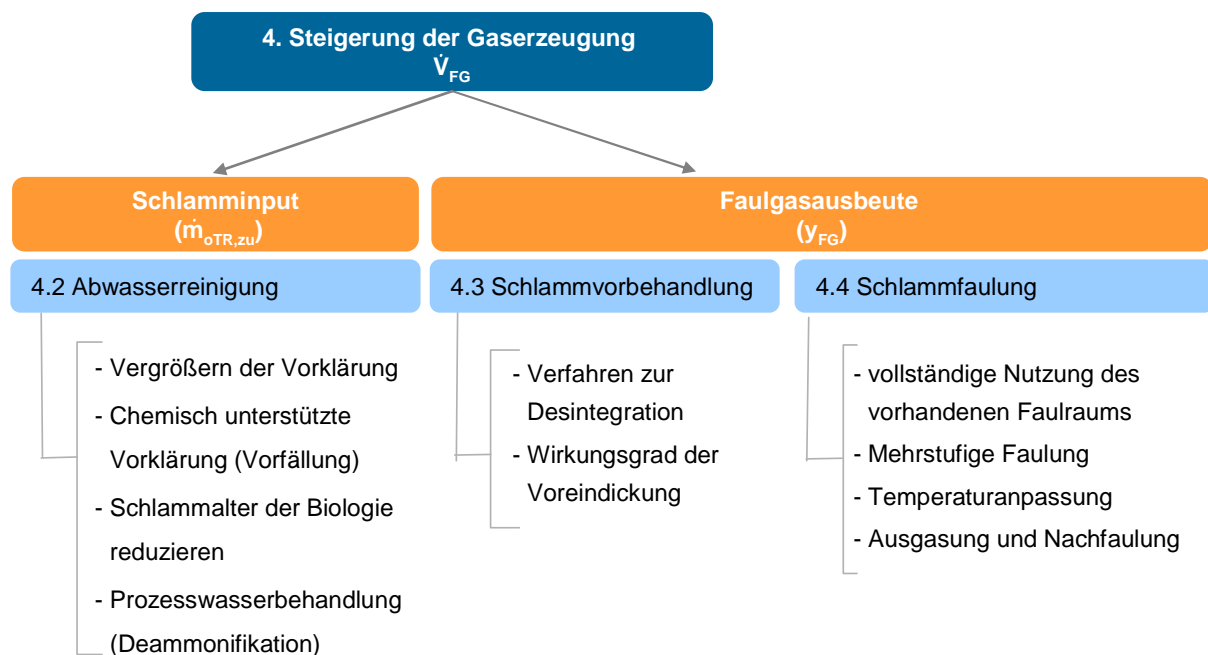 4. Steigerung der Gaserzeugung
V̇FG
Schlamminput
(ṁoTR,zu)
Faulgasausbeute
(yFG)
4.2 Abwasserreinigung
- Vergrößern der Vorklärung
- Chemisch unterstützte
Vorklärung (Vorfällung)
- Schlammalter der Biologie
reduzieren
- Prozesswasserbehandlung
(Deammonifikation)
4.3 Schlammvorbehandlung
- Verfahren zur
Desintegration
- Wirkungsgrad der
Voreindickung
4.4 Schlammfaulung
- vollständige Nutzung des
vorhandenen Faulraums
- Mehrstufige Faulung
- Temperaturanpassung
- Ausgasung und Nachfaulung